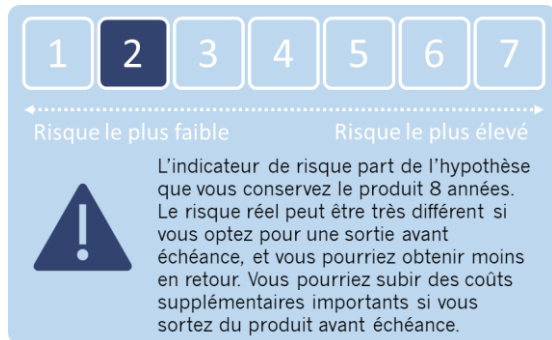 1 2 3 4 5 6 7
Risque le plus faible Risque le plus élevé
L'indicateur de risque part de l'hypothèse
que vous conservez le produit 8 années.
Le risque réel peut être très différent si
vous optez pour une sortie avant
échéance, et vous pourriez obtenir moins
en retour. Vous pourriez subir des coûts
supplémentaires importants si vous
sortez du produit avant échéance.